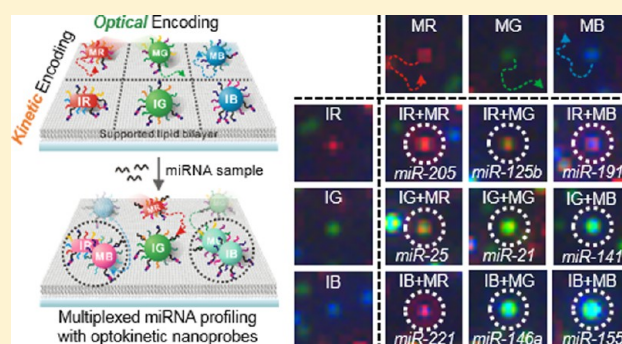 Optical Encoding
Kinetic Encoding
MR
MG
MB
IR
IG
IB
Supported lipid bilayer
miRNA sample
MR
IG
IR
MB
MG
IB
Multiplexed miRNA profiling
with optokinetic nanoprobes
MR MG MB
IR IR+MR IR+MG IR+MB
miR-205 miR-125b miR-191
IG IG+MR IG+MG IG+MB
miR-25 miR-21 miR-141
IB IB+MR IB+MG IB+MB
miR-221 miR-146a miR-155